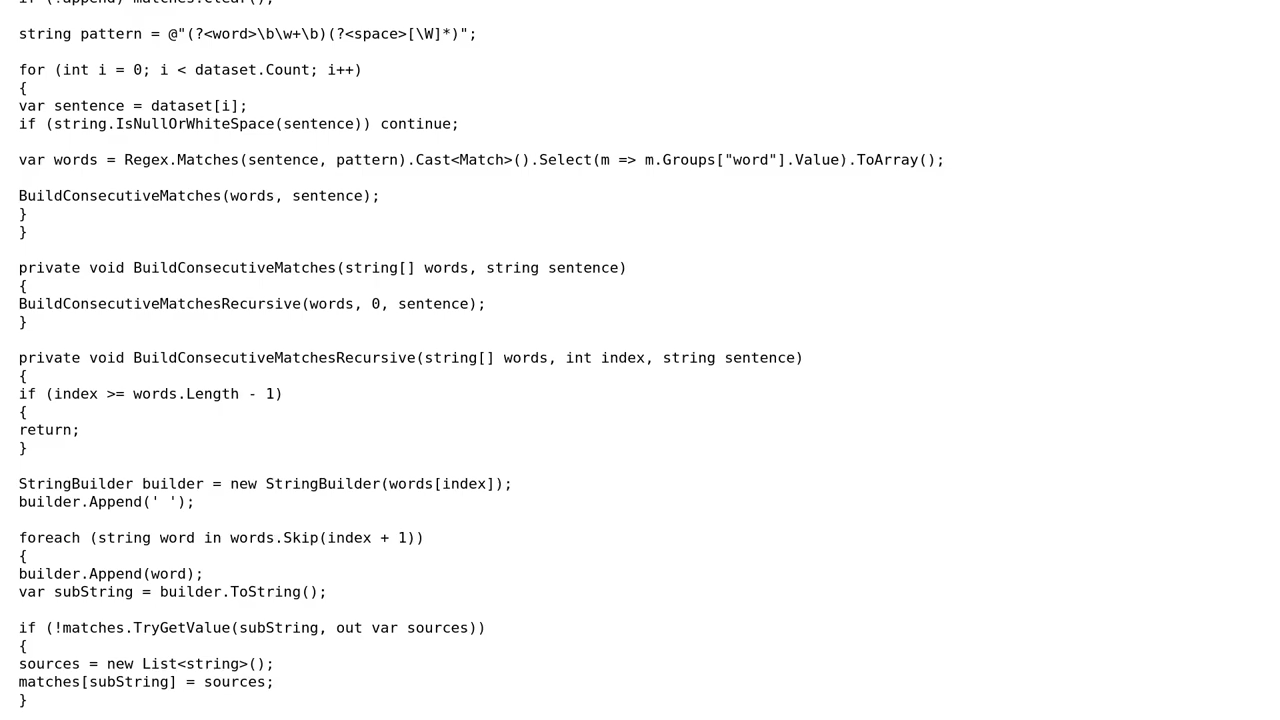 if (!append) matches.Clear();
string pattern = @"(?<word>\b\w+\b)(?<space>[\W]*)";
for (int i = 0; i < dataset.Count; i++)
{
var sentence = dataset[i];
if (string.IsNullOrWhiteSpace(sentence)) continue;
var words = Regex.Matches(sentence, pattern).Cast<Match>().Select(m => m.Groups["word"].Value).ToArray();
BuildConsecutiveMatches(words, sentence);
}
}
private void BuildConsecutiveMatches(string[] words, string sentence)
{
BuildConsecutiveMatchesRecursive(words, 0, sentence);
}
private void BuildConsecutiveMatchesRecursive(string[] words, int index, string sentence)
{
if (index >= words.Length - 1)
{
return;
}
StringBuilder builder = new StringBuilder(words[index]);
builder.Append(' ');
foreach (string word in words.Skip(index + 1))
{
builder.Append(word);
var subString = builder.ToString();
if (!matches.TryGetValue(subString, out var sources))
{
sources = new List<string>();
matches[subString] = sources;
}